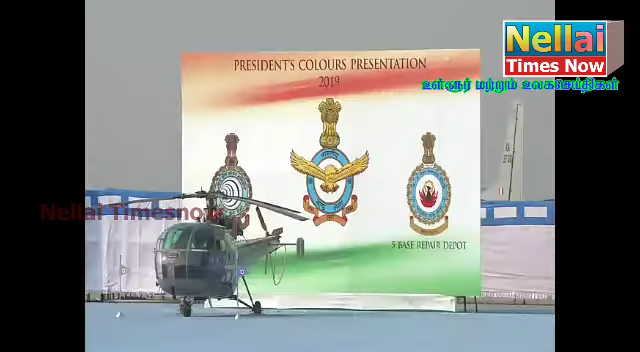 Nellai
Times Now
உள்ளூர் மற்றும் உலகசெய்திகள்
PRESIDENT'S COLOURS PRESENTATION
2019
Nellai Timesnow
5 BASE REPAIR DEPOT